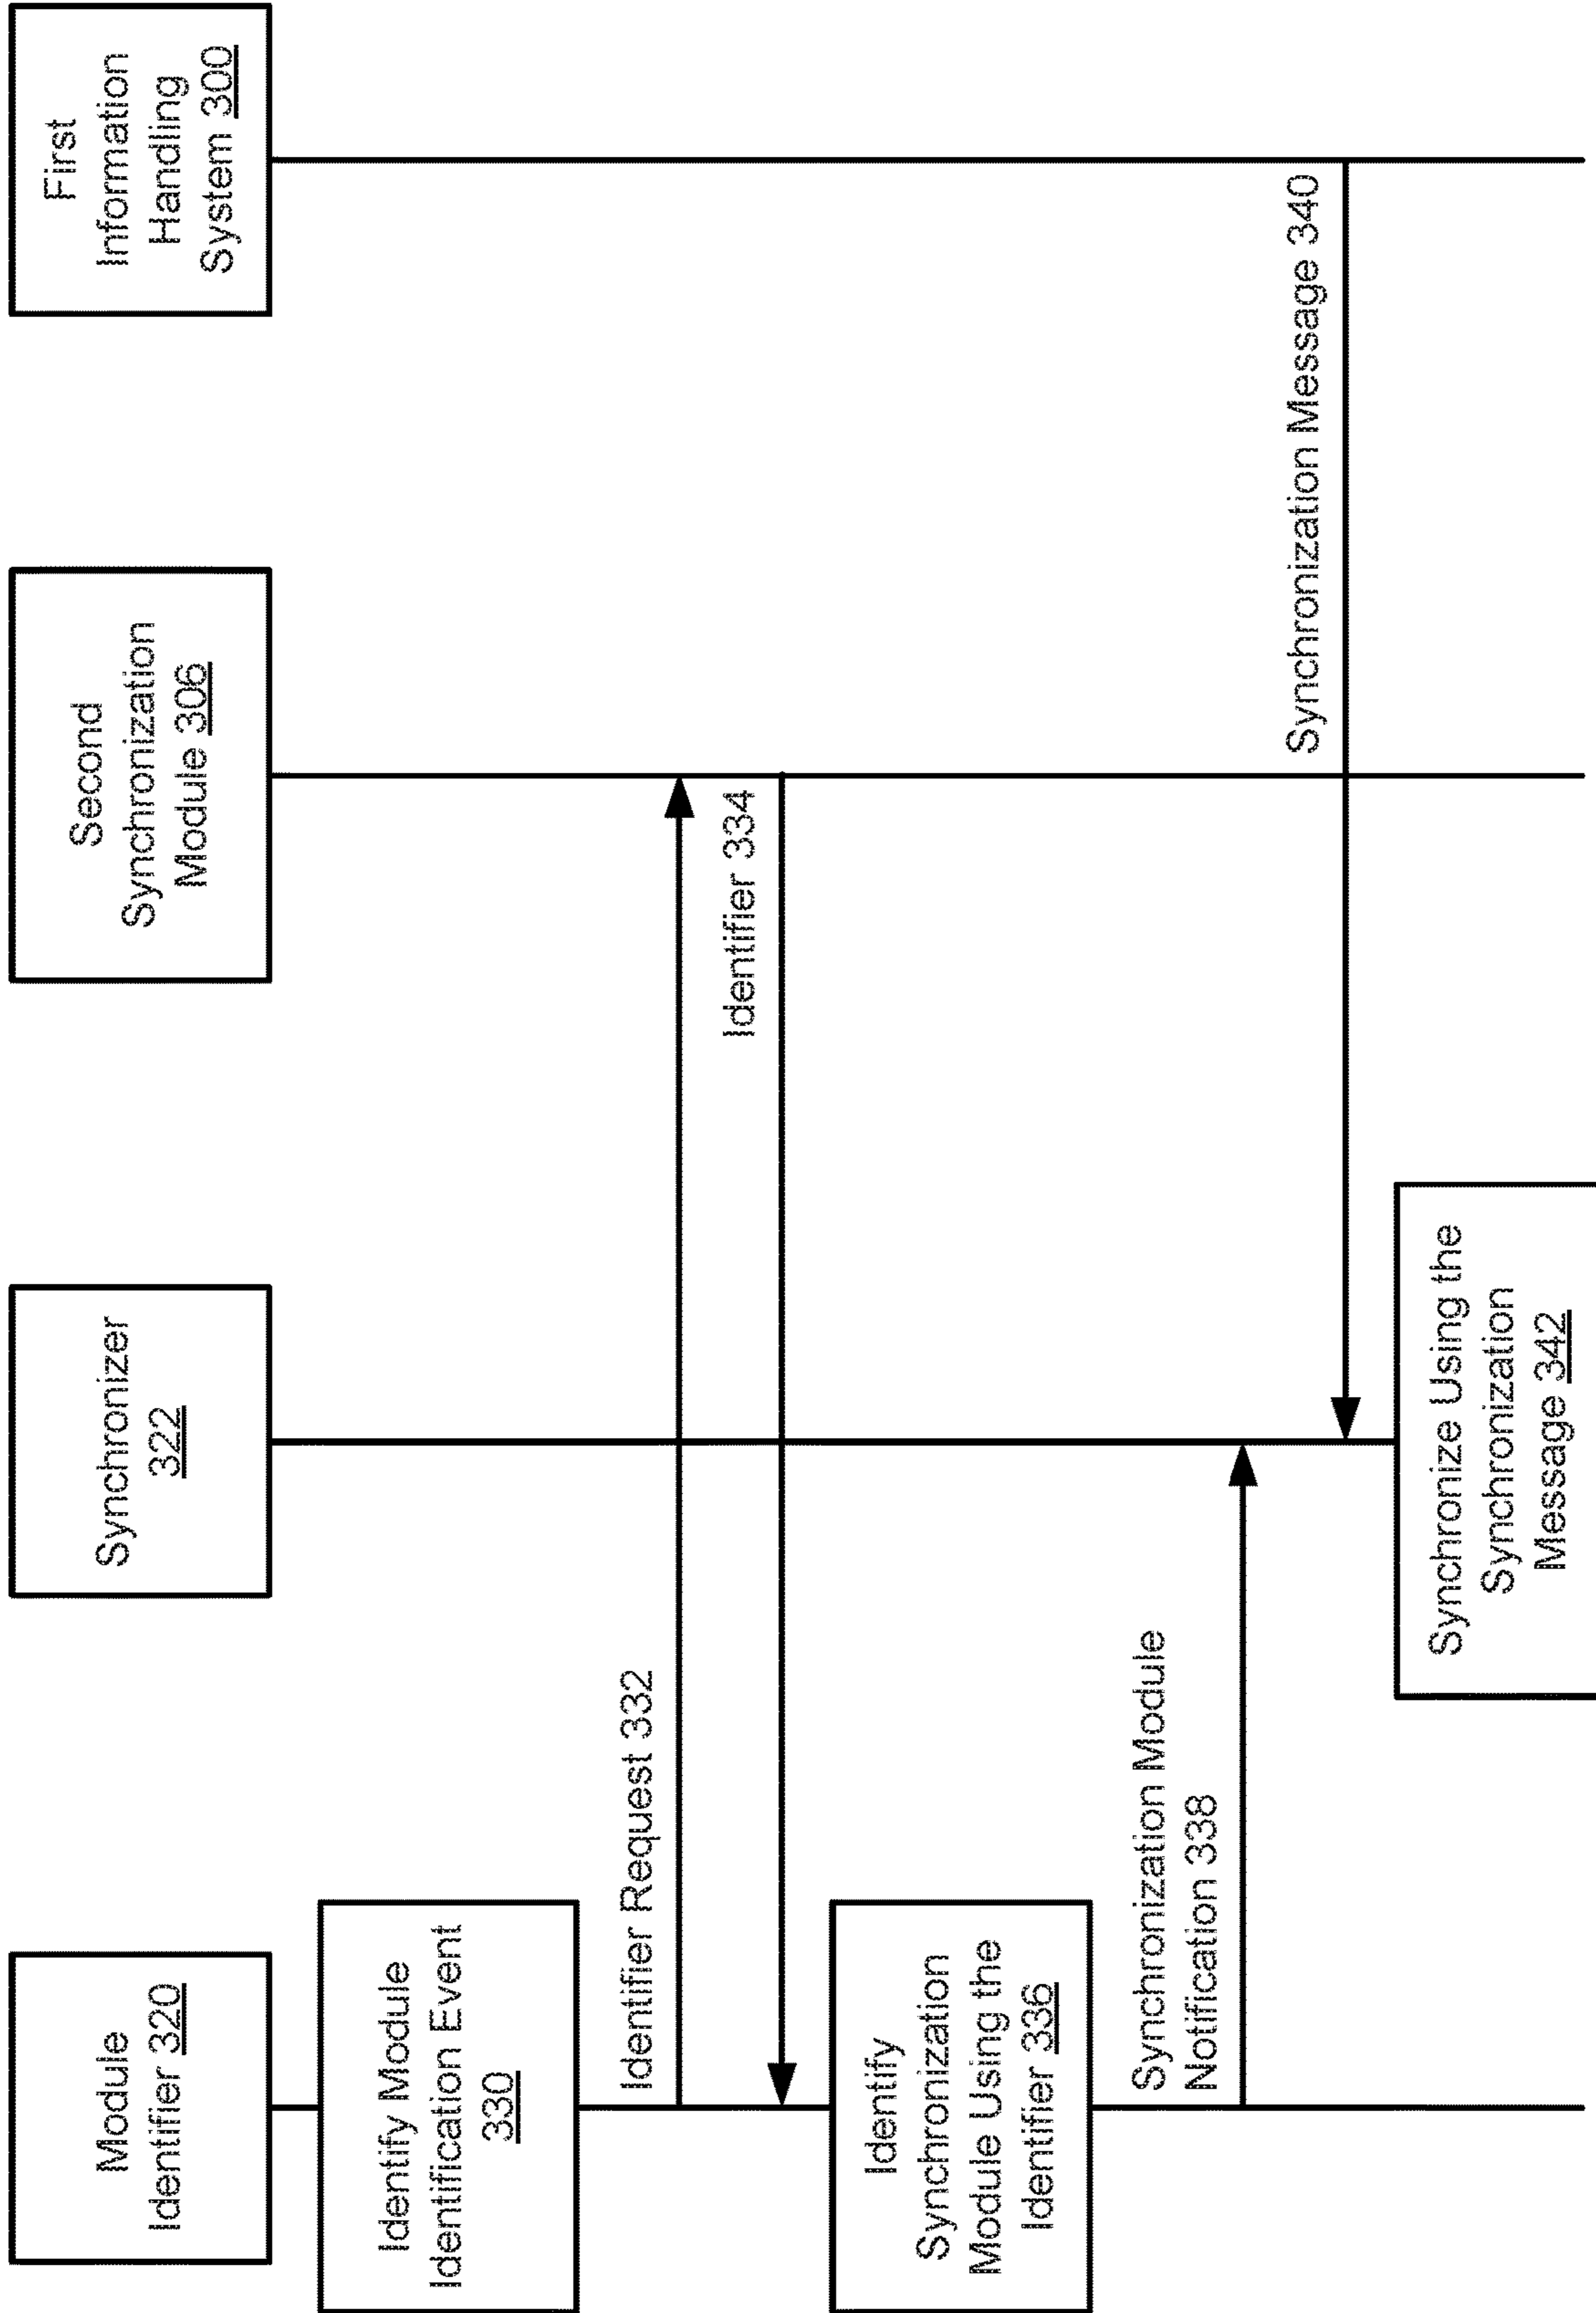 Module
Identifier 320
Synchronizer
322
Second
Synchronization
Module 306
First
Information
Handling
System 300
Identify Module
Identification Event
330
Identifier Request 332
Identifier 334
Identify
Synchronization
Module Using the
Identifier 336
Synchronization Module
Notification 338
Synchronization Message 340
Synchronize Using the
Synchronization
Message 342